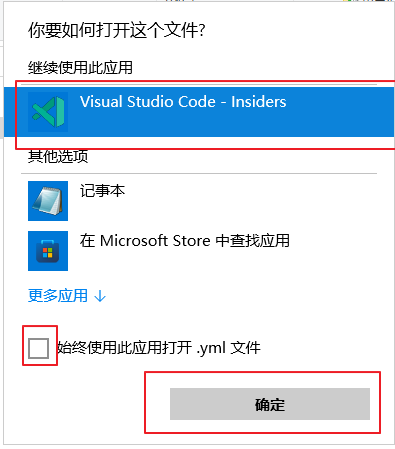 你要如何打开这个文件?
继续使用此应用
Visual Studio Code - Insiders
其他选项
记事本
在 Microsoft Store 中查找应用
更多应用 ↓
始终使用此应用打开 .yml 文件
确定